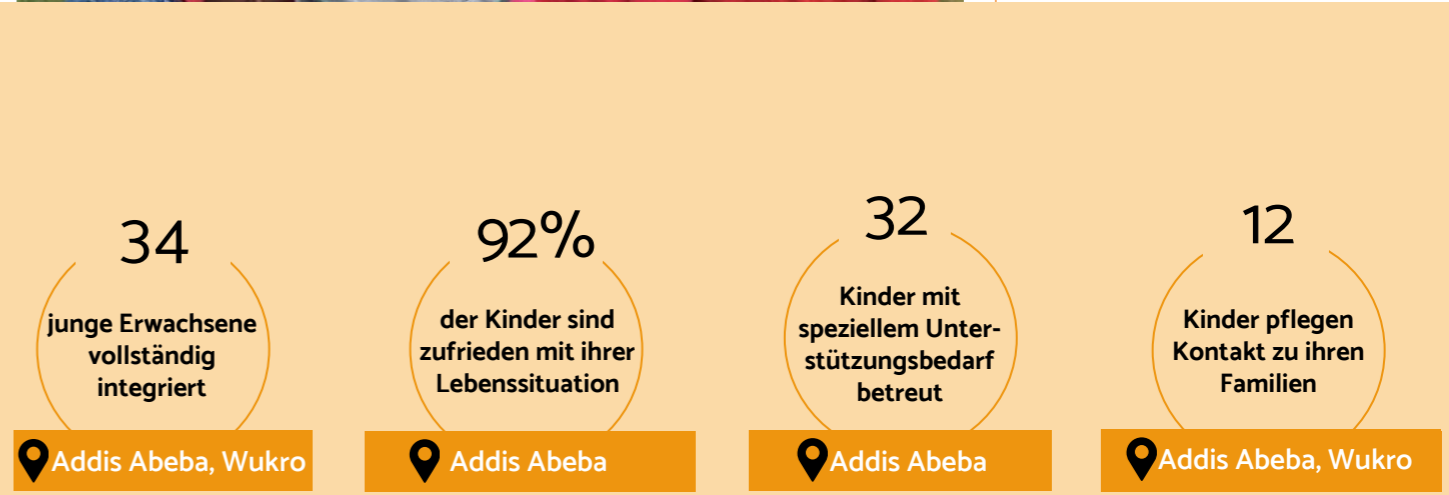 34
junge Erwachsene
vollständig
integriert
Addis Abeba, Wukro
92%
der Kinder sind
zufrieden mit ihrer
Lebenssituation
Addis Abeba
32
Kinder mit
speziellem Unter-
stützungsbedarf
betreut
Addis Abeba
12
Kinder pflegen
Kontakt zu ihren
Familien
Addis Abeba, Wukro